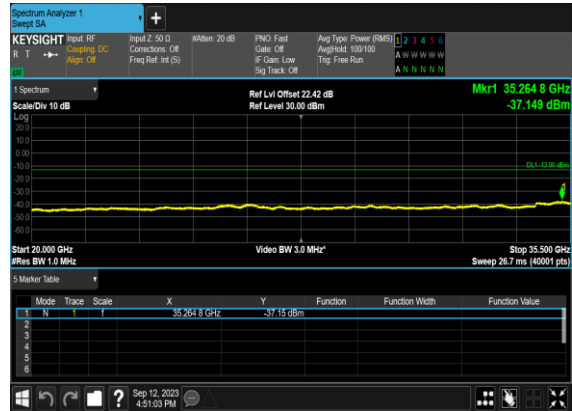 Spectrum Analyzer 1
Swept SA
+
KEYSIGHT Input: RF Input Z: 50 Ω #Atten: 20 dB PNO: Fast Avg Type: Power (RMS) 1 2 3 4 5 6
R T Coupling: DC Corrections: Off Gate: Off Avg|Hold: 100/100 A W W W W W
Align: Off Freq Ref: Int (S) IF Gain: Low Trig: Free Run
Sig Track: Off A N N N N N
1 Spectrum
Ref Lvl Offset 22.42 dB Mkr1 35.264 8 GHz
Scale/Div 10 dB Ref Level 30.00 dBm -37.149 dBm
Log
20.0
10.0
0.00
-10.0 DL1 -13.00 dBm
-20.0
-30.0
-40.0
-50.0
-60.0
Start 20.000 GHz Video BW 3.0 MHz* Stop 35.500 GHz
#Res BW 1.0 MHz Sweep 26.7 ms (40001 pts)
5 Marker Table
Mode Trace Scale X Y Function Function Width Function Value
1 N 1 f 35.264 8 GHz -37.15 dBm
2
3
4
5
6
? Sep 12, 2023
4:51:03 PM